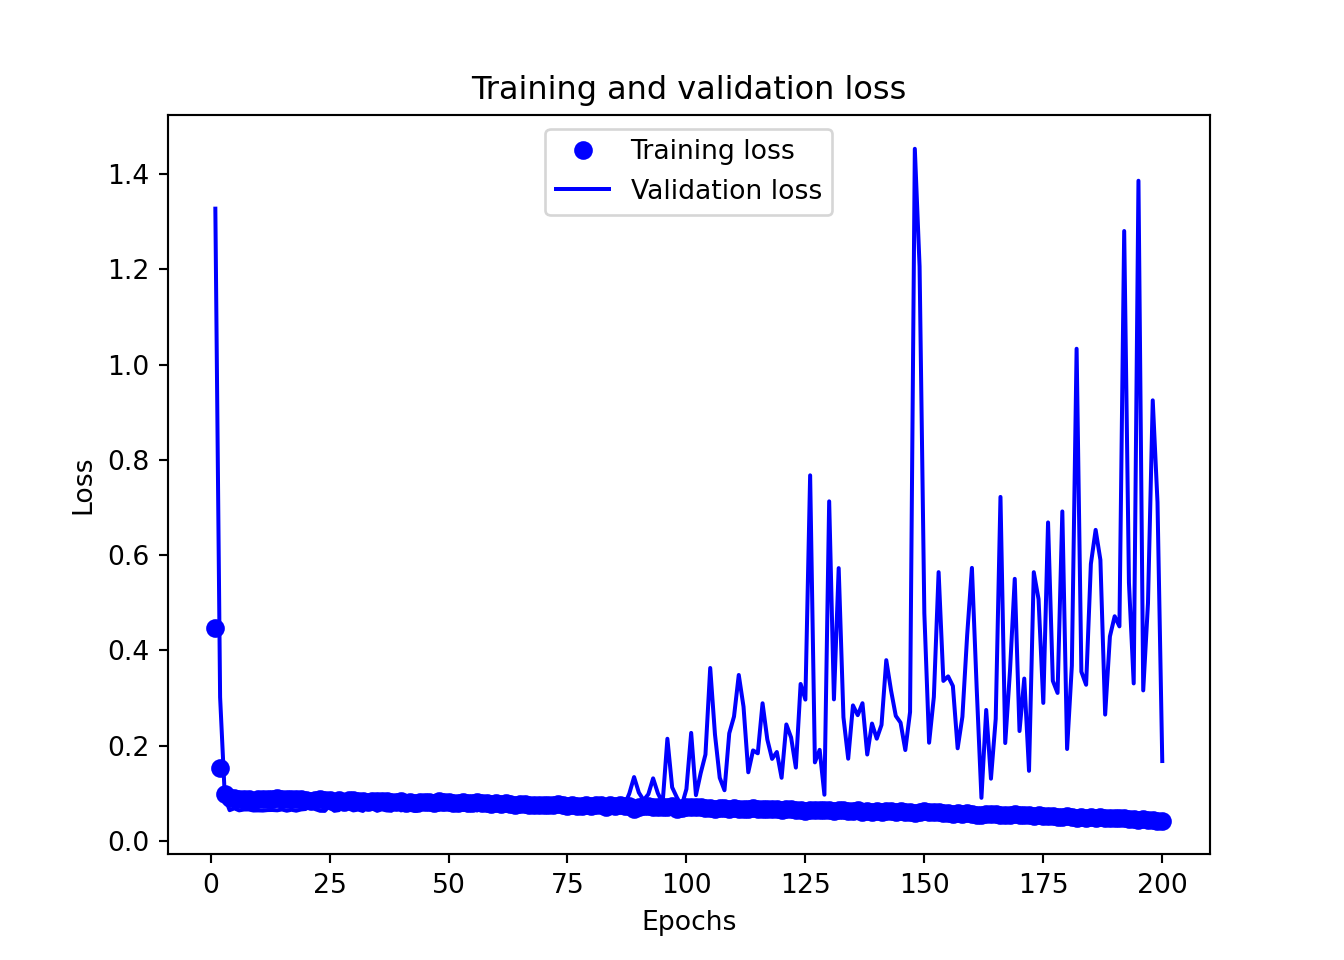 Training and validation loss
Training loss
Validation loss
1.4
1.2
1.0
0.8
0.6
0.4
0.2
0.0
Loss
0 25 50 75 100 125 150 175 200
Epochs